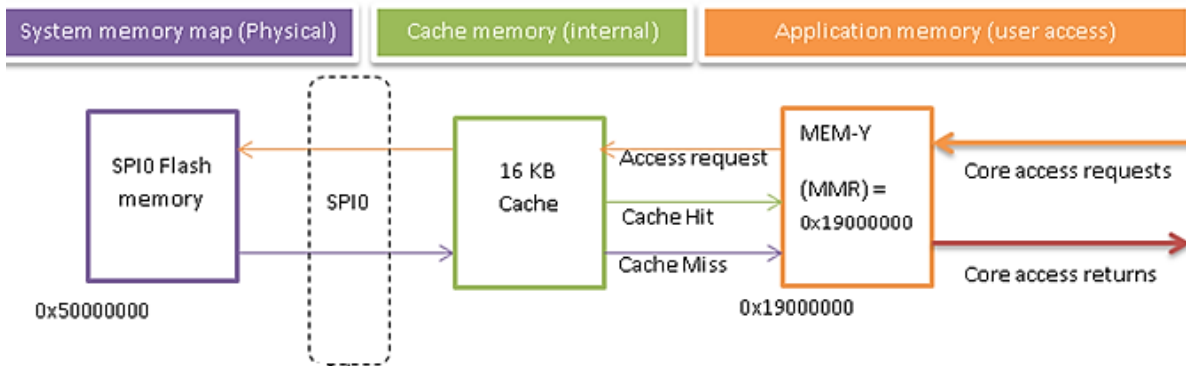 System memory map (Physical)
Cache memory (internal)
Application memory (user access)
SPI0 Flash
memory
SPI0
16 KB
Cache
Access request
Cache Hit
Cache Miss
MEM-Y
(MMR) =
0x19000000
Core access requests
Core access returns
0x50000000
0x19000000